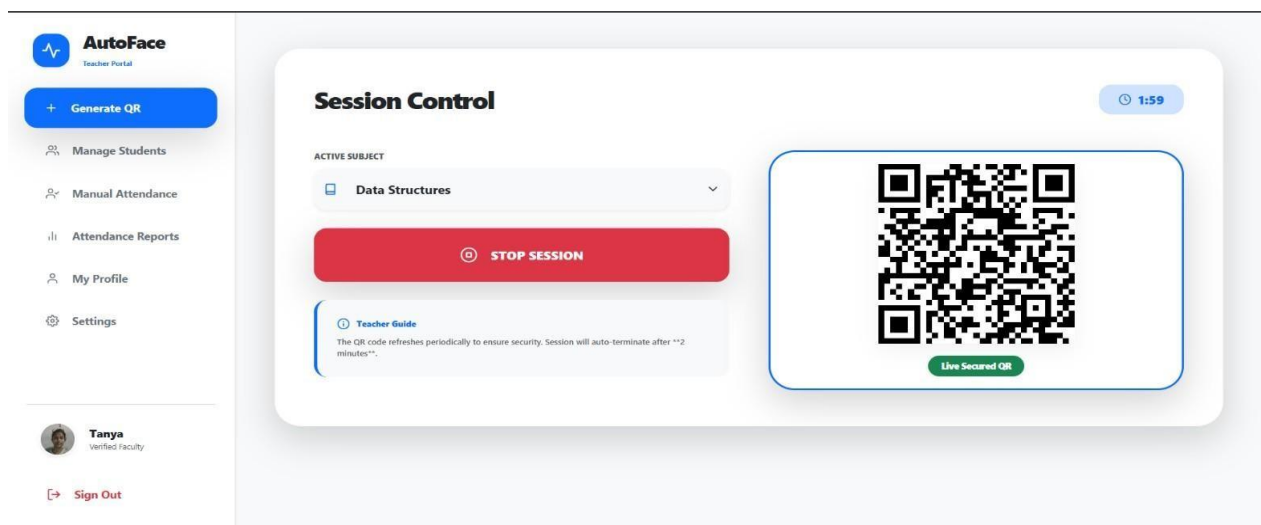 AutoFace
Teacher Portal
+ Generate QR
Manage Students
Manual Attendance
Attendance Reports
My Profile
Settings
Tanya
Verified Faculty
Sign Out
Session Control
1:59
ACTIVE SUBJECT
Data Structures
STOP SESSION
Teacher Guide
The QR code refreshes periodically to ensure security. Session will auto-terminate after **2
minutes**.
Live Secured QR